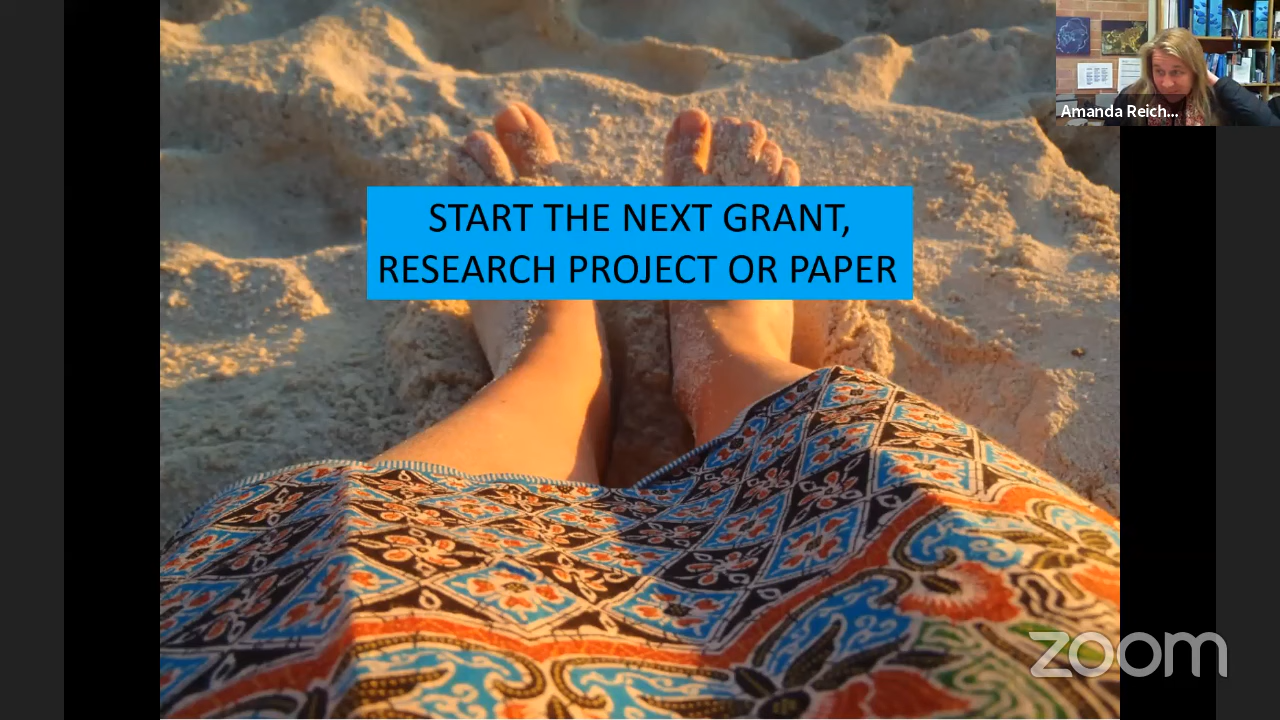 START THE NEXT GRANT,
RESEARCH PROJECT OR PAPER
Amanda Reich...
zoom